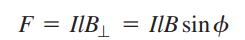 F = IlB⊥ = IlB sin ϕ